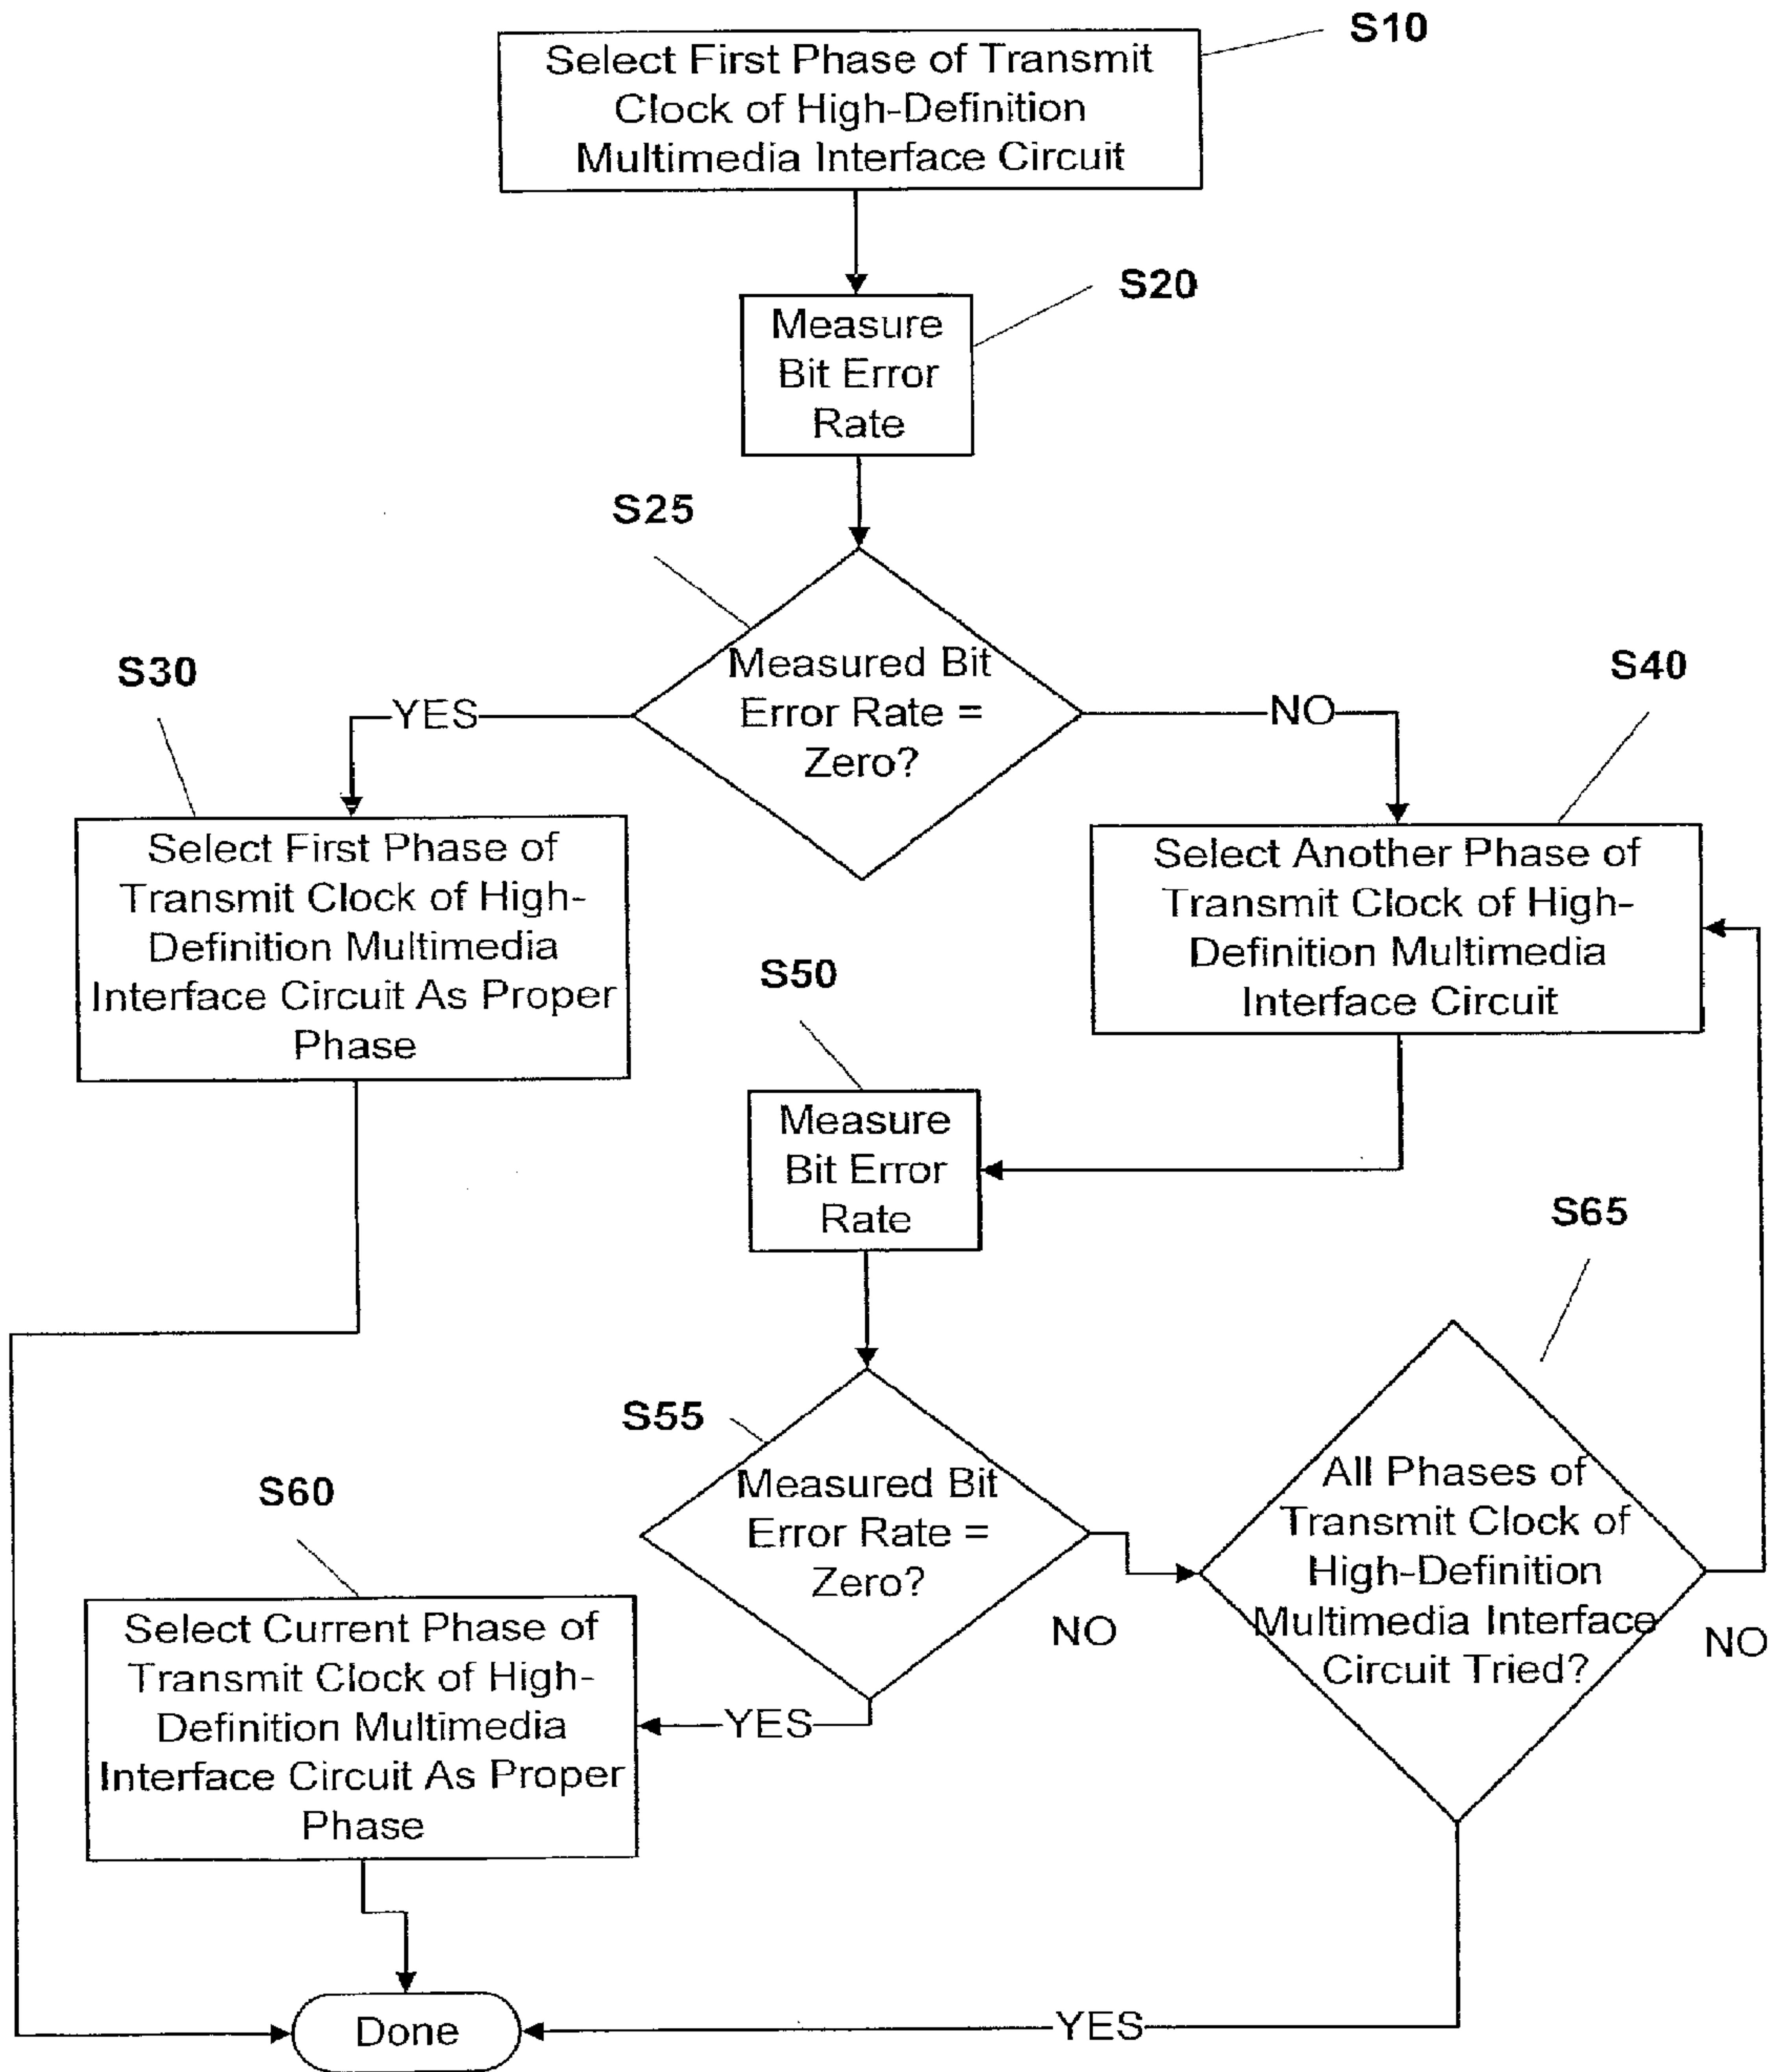 S10
Select First Phase of Transmit
Clock of High-Definition
Multimedia Interface Circuit
S20
Measure
Bit Error
Rate
S25
Measured Bit
Error Rate =
Zero?
YES
NO
S30
Select First Phase of
Transmit Clock of High-
Definition Multimedia
Interface Circuit As Proper
Phase
S40
Select Another Phase of
Transmit Clock of High-
Definition Multimedia
Interface Circuit
S50
Measure
Bit Error
Rate
S55
Measured Bit
Error Rate =
Zero?
NO
YES
S65
All Phases of
Transmit Clock of
High-Definition
Multimedia Interface
Circuit Tried?
NO
S60
Select Current Phase of
Transmit Clock of High-
Definition Multimedia
Interface Circuit As Proper
Phase
Done
YES